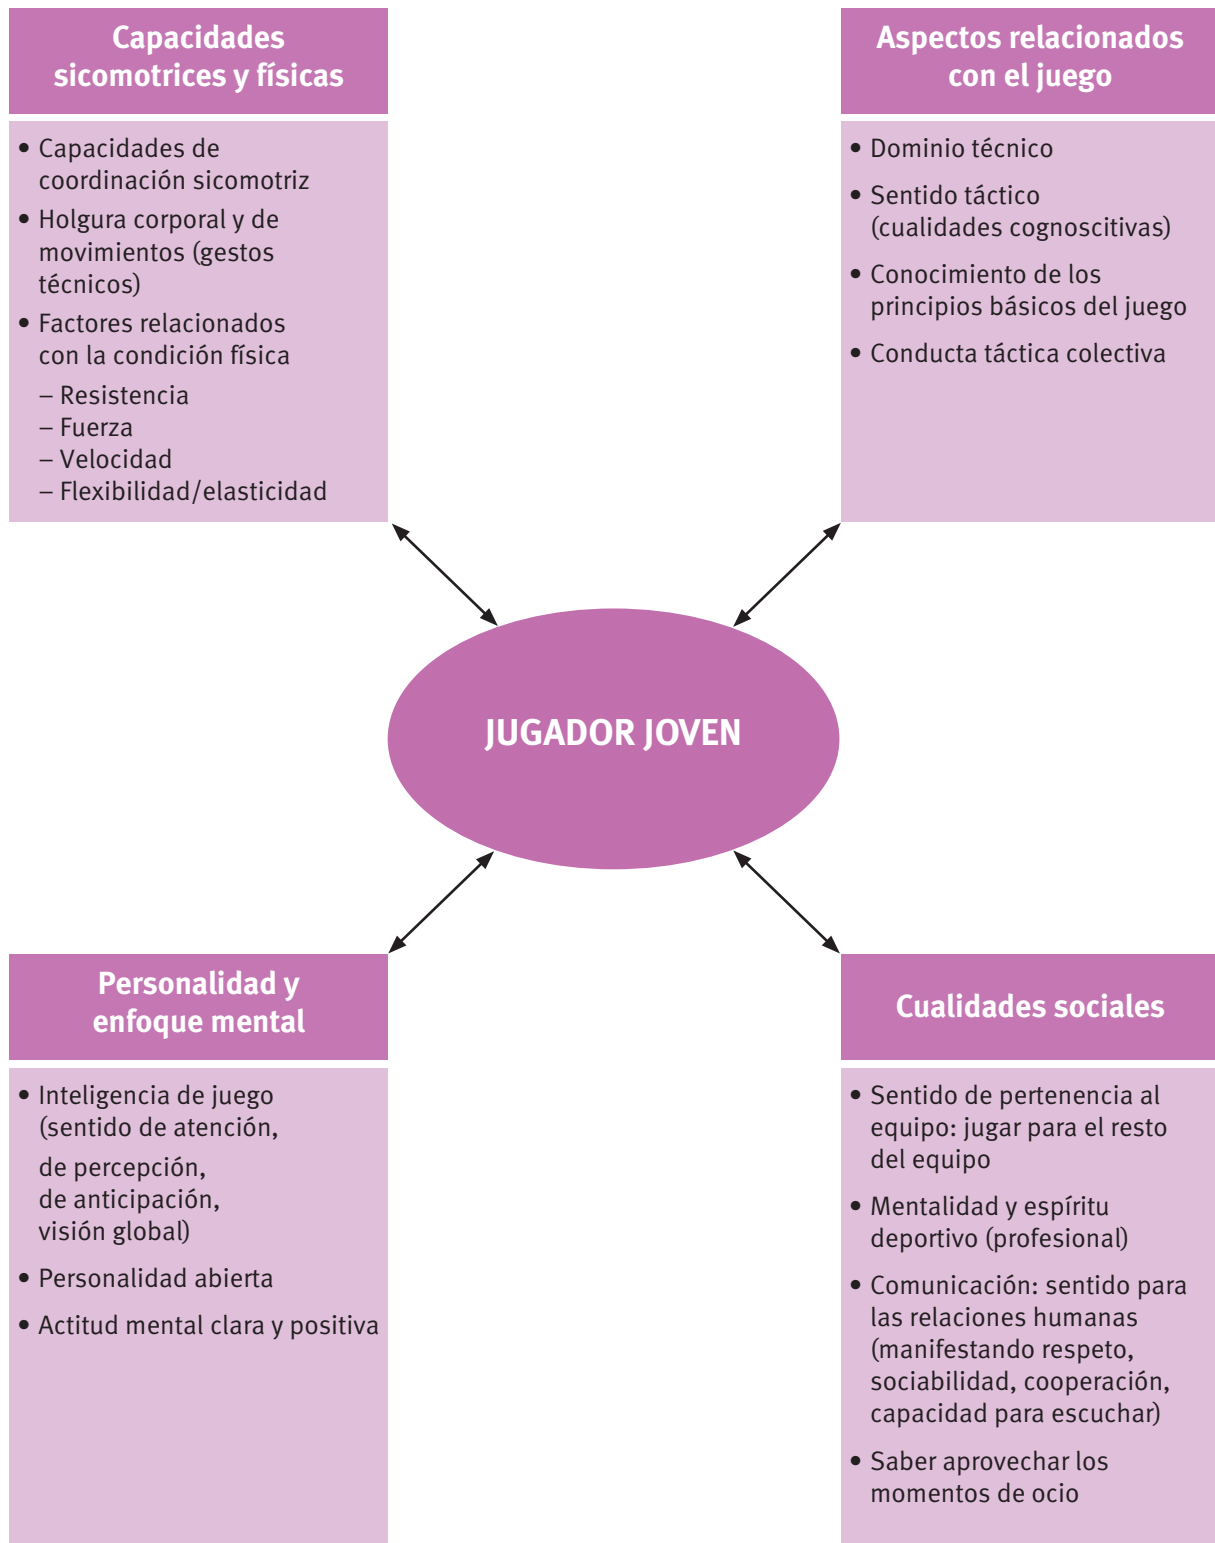 Capacidades
sicomotrices y físicas
• Capacidades de
coordinación sicomotriz
• Holgura corporal y de
movimientos (gestos
técnicos)
• Factores relacionados
con la condición física
– Resistencia
– Fuerza
– Velocidad
– Flexibilidad/elasticidad
Aspectos relacionados
con el juego
• Dominio técnico
• Sentido táctico
(cualidades cognoscitivas)
• Conocimiento de los
principios básicos del juego
• Conducta táctica colectiva
JUGADOR JOVEN
Personalidad y
enfoque mental
• Inteligencia de juego
(sentido de atención,
de percepción,
de anticipación,
visión global)
• Personalidad abierta
• Actitud mental clara y positiva
Cualidades sociales
• Sentido de pertenencia al
equipo: jugar para el resto
del equipo
• Mentalidad y espíritu
deportivo (profesional)
• Comunicación: sentido para
las relaciones humanas
(manifestando respeto,
sociabilidad, cooperación,
capacidad para escuchar)
• Saber aprovechar los
momentos de ocio